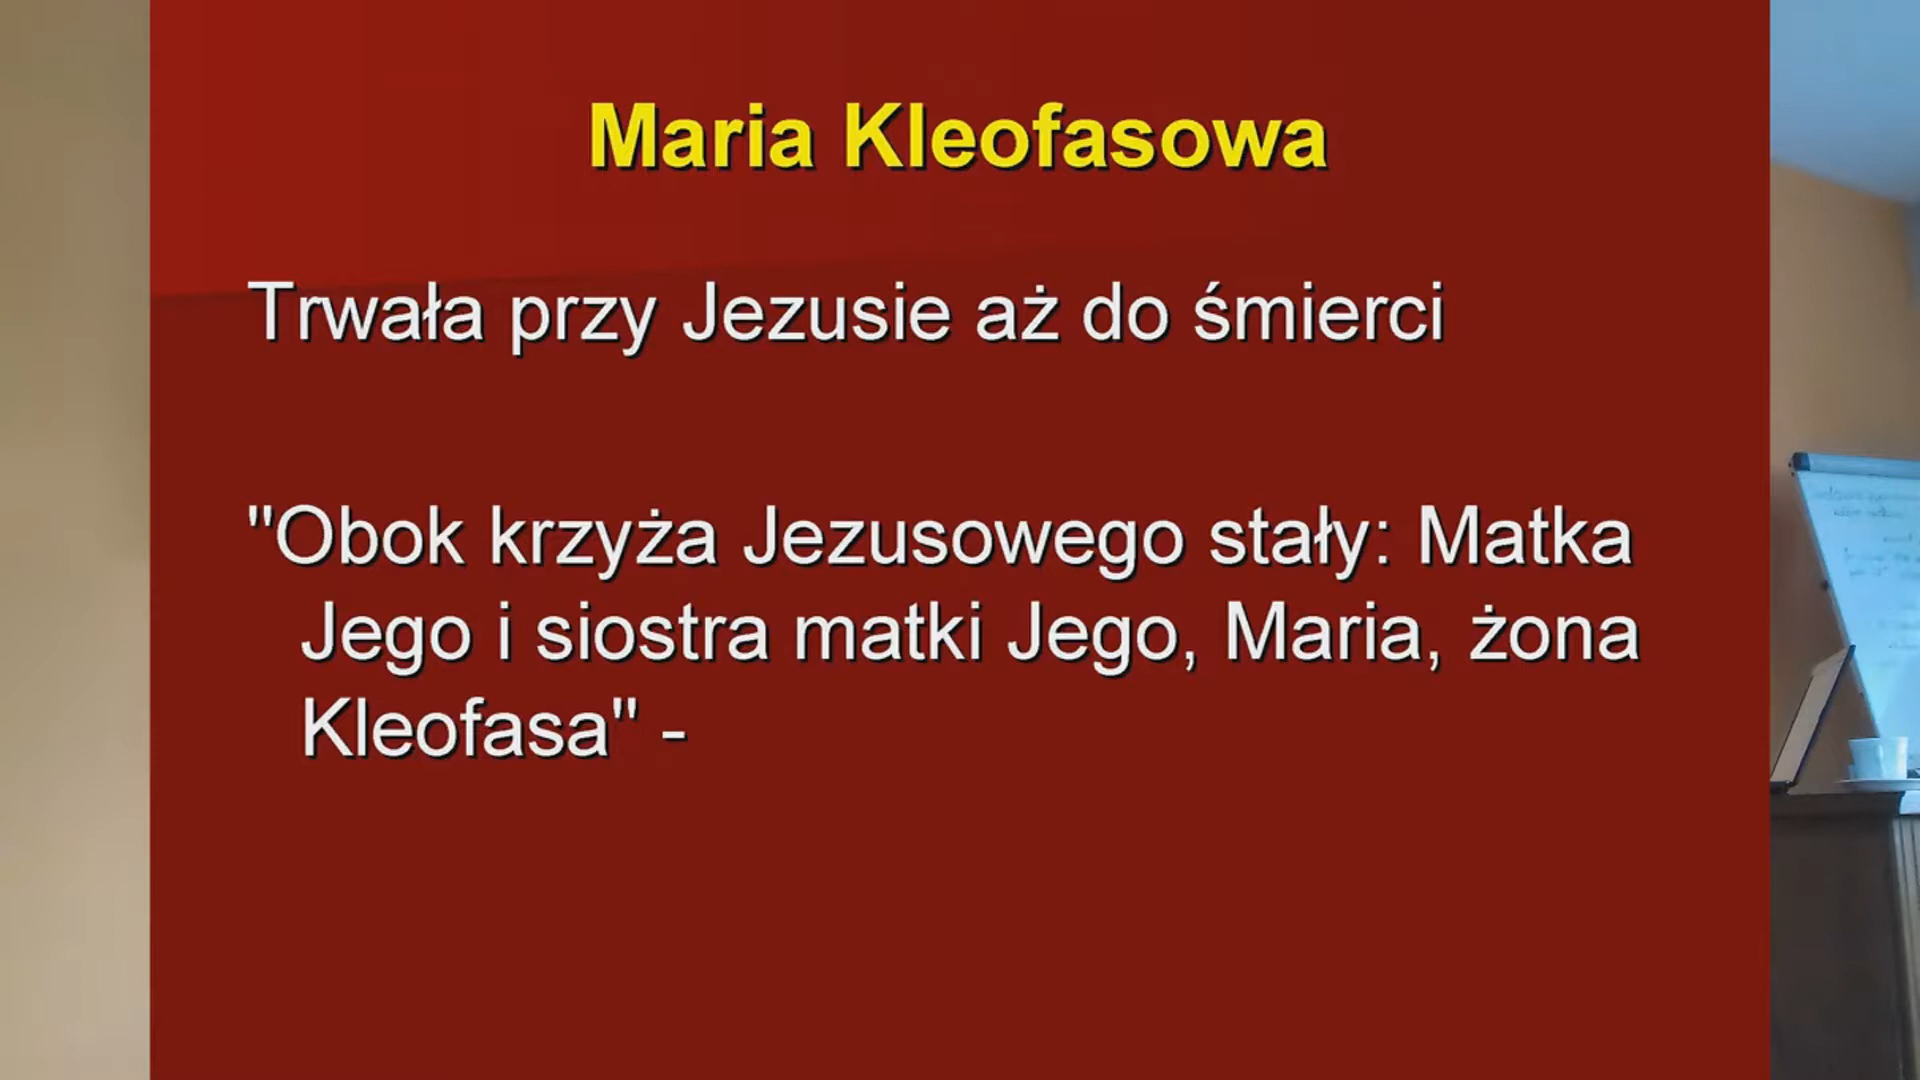 Maria Kleofasowa
Trwała przy Jezusie aż do śmierci
"Obok krzyża Jezusowego stały: Matka
Jego i siostra matki Jego, Maria, żona
Kleofasa" -